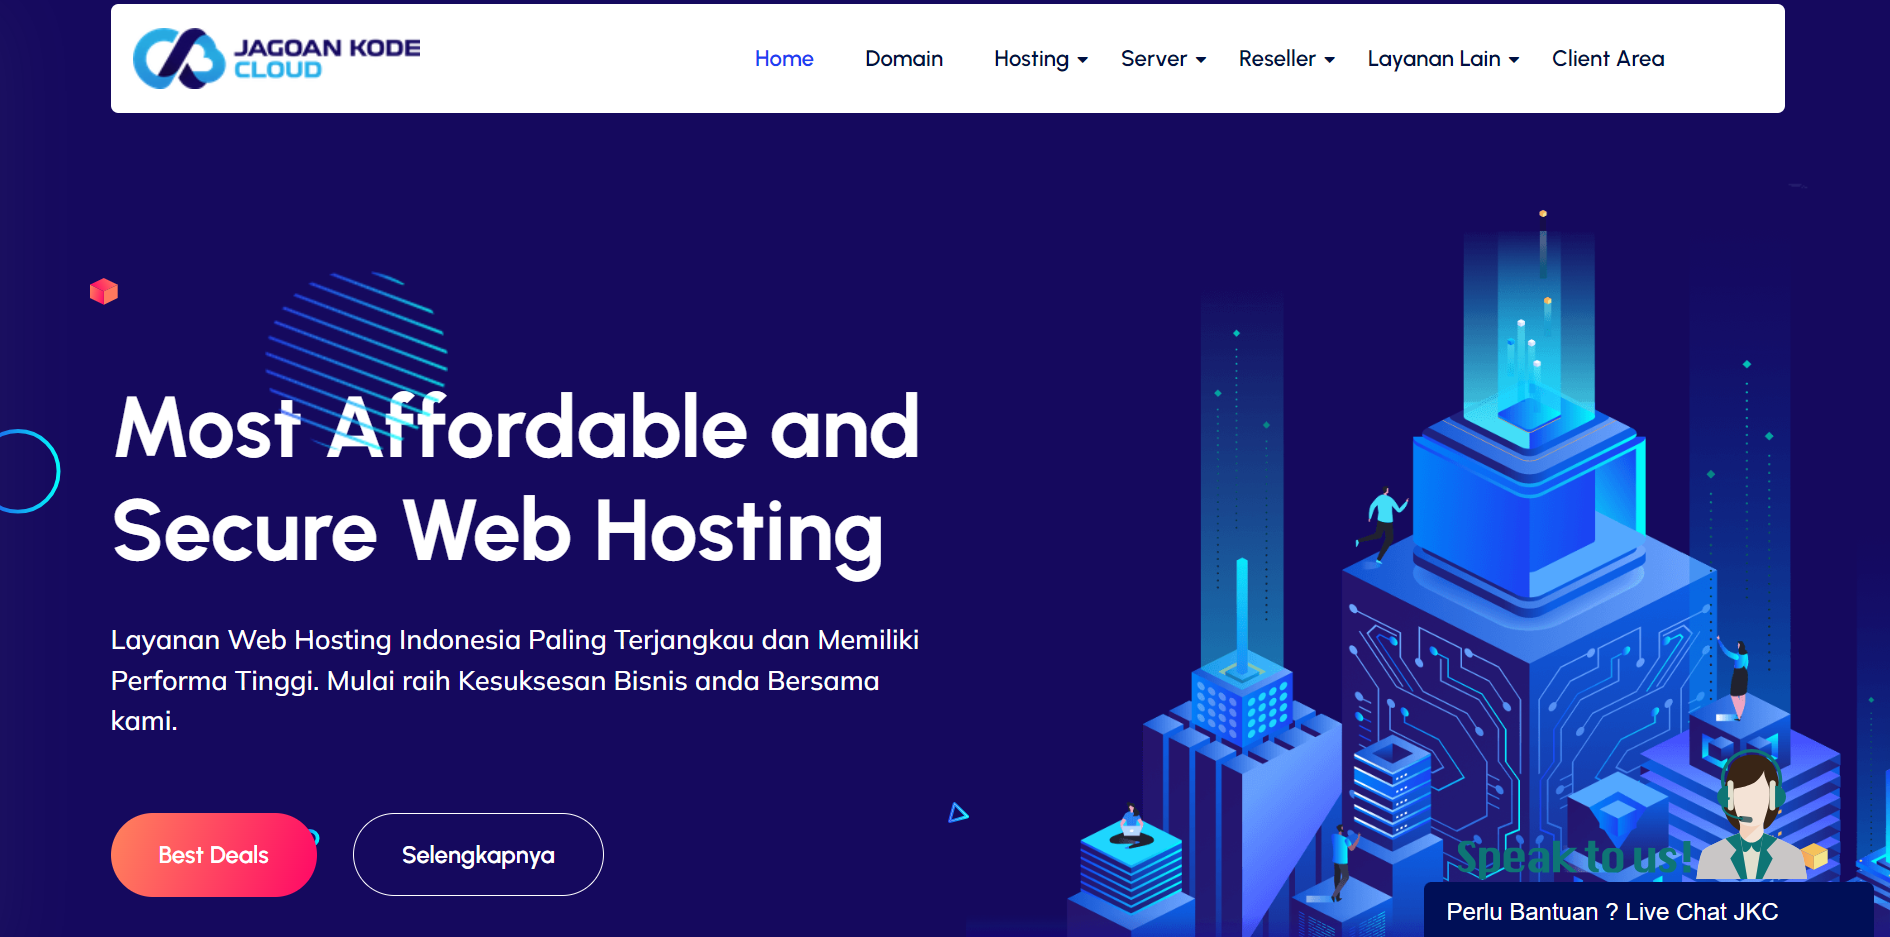 JAGOAN KODE
CLOUD
Home
Domain
Hosting
Server
Reseller
Layanan Lain
Client Area
Most Affordable and
Secure Web Hosting
Layanan Web Hosting Indonesia Paling Terjangkau dan Memiliki
Performa Tinggi. Mulai raih Kesuksesan Bisnis anda Bersama
kami.
Best Deals
Selengkapnya
Speak to us!
Perlu Bantuan ? Live Chat JKC